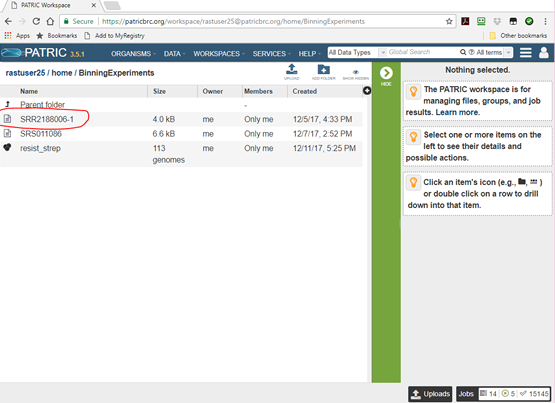 PATRIC Workspace
Secure https://patricbrc.org/workspace/rastuser25@patricbrc.org/home/BinningExperiments
Apps Bookmarks Add to MyRegistry Other bookmarks
PATRIC 3.5.1 ORGANISMS DATA WORKSPACES SERVICES HELP All Data Types Global Search All terms
rastuser25 / home / BinningExperiments
UPLOAD ADD FOLDER SHOW HIDDEN
Name Size Owner Members Created
Parent folder -
SRR2188006-1 4.0 kB me Only me 12/5/17, 4:33 PM
SRS011086 6.6 kB me Only me 12/7/17, 2:52 PM
resist_strep 113 genomes me Only me 12/11/17, 5:25 PM
HIDE
Nothing selected.
The PATRIC workspace is for
managing files, groups, and job
results. Learn more.
Select one or more items on the
left to see their details and
possible actions.
Click an item's icon (e.g., , )
or double click on a row to drill
down into that item.
Uploads Jobs 14 5 15145